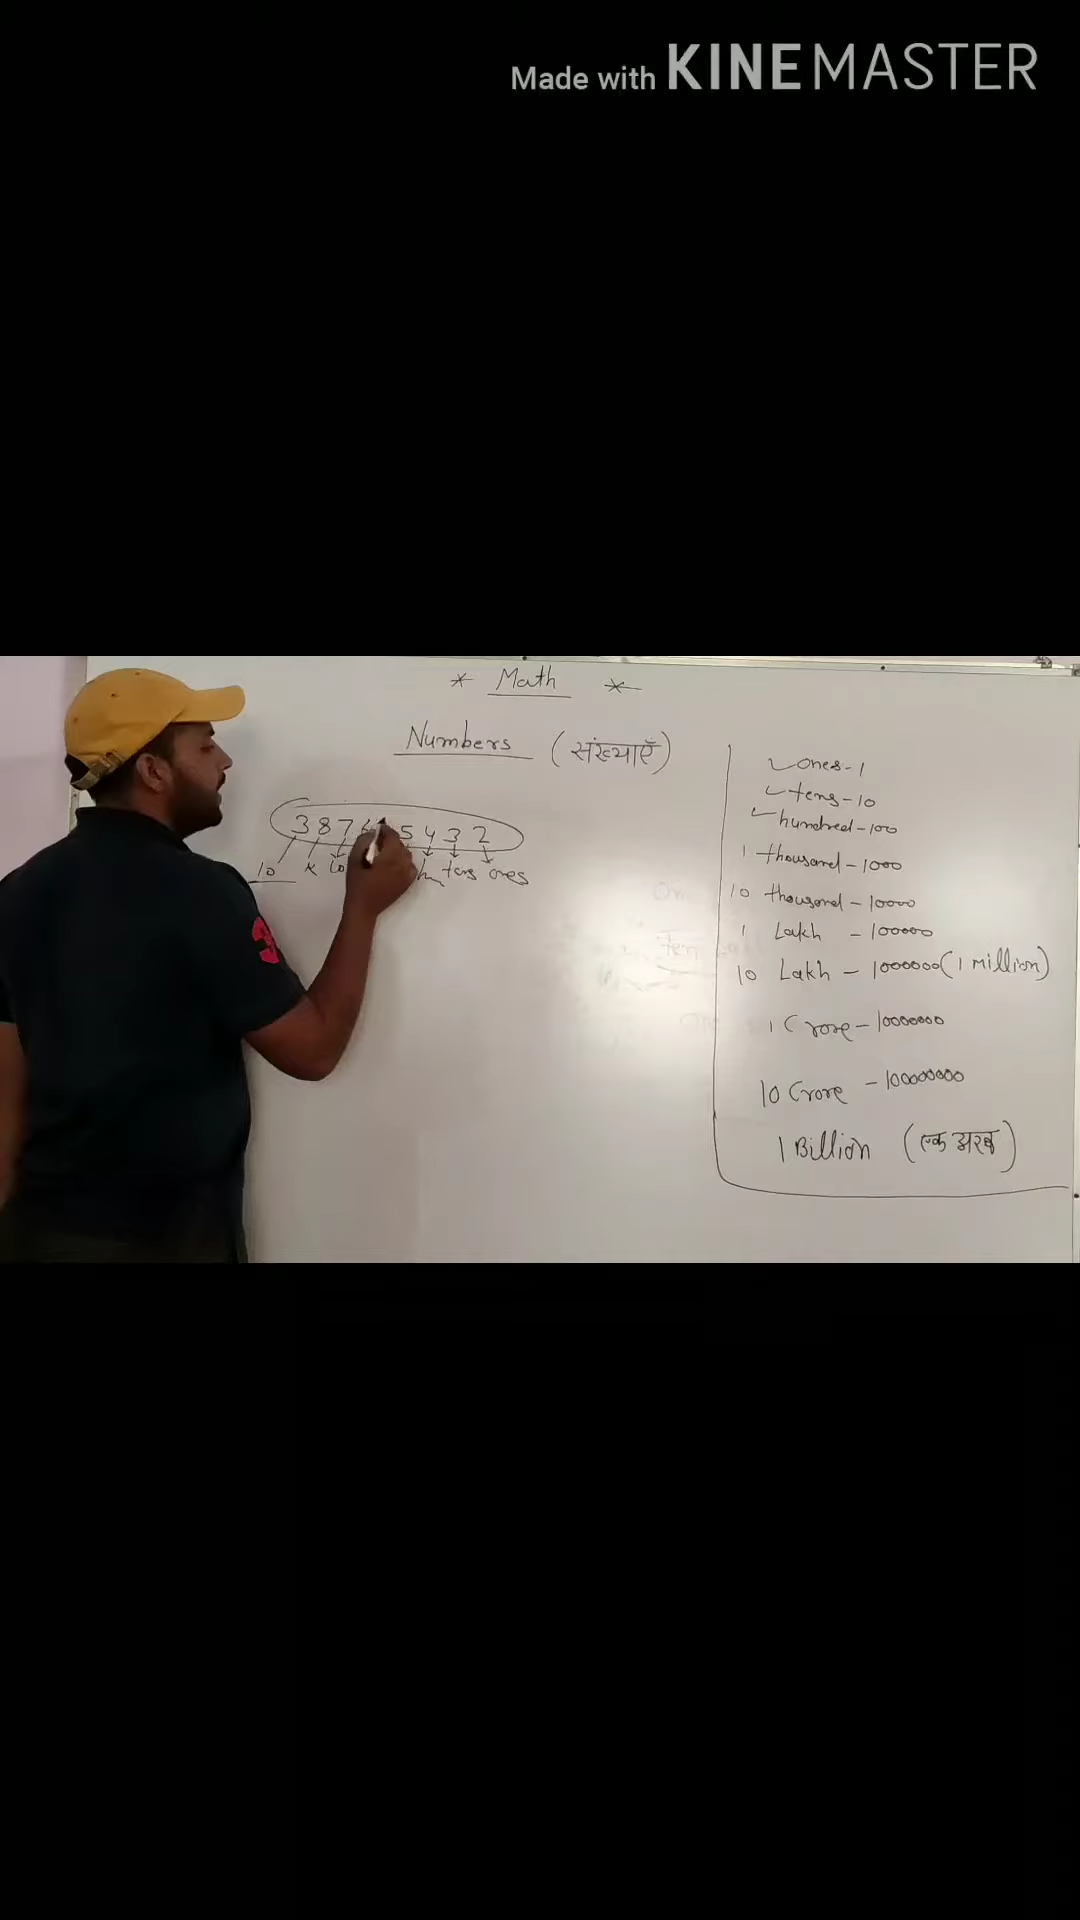 Made with KINEMASTER
* Math *
Numbers (संख्याएँ)
3 8 7 6 5 4 3 2
10 k tens ones
ones-1
tens-10
hundred-100
1 thousand-1000
10 thousand-10000
1 Lakh -100000
10 Lakh - 1000000 (1 Million)
1 Crore-10000000
10 Crore -100000000
1 Billion (एक अरब)
3